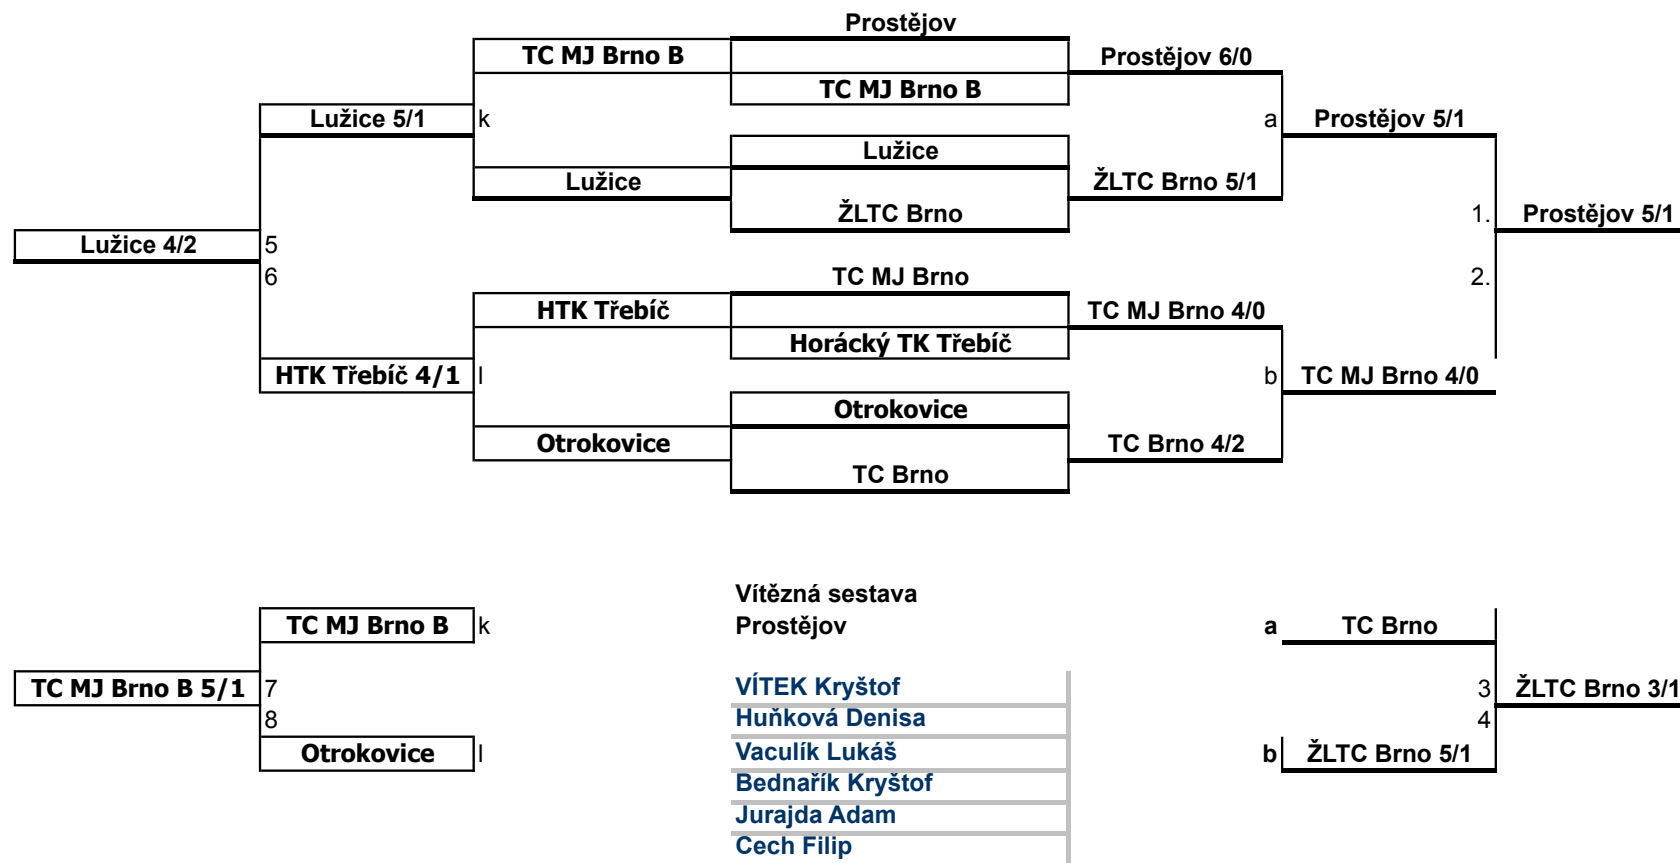 Prostějov
TC MJ Brno B
Prostějov 6/0
TC MJ Brno B
Lužice 5/1
k
a
Prostějov 5/1
Lužice
Lužice
ŽLTC Brno 5/1
ŽLTC Brno
1.
Prostějov 5/1
Lužice 4/2
5
6
TC MJ Brno
2.
HTK Třebíč
TC MJ Brno 4/0
Horácký TK Třebíč
HTK Třebíč 4/1
l
b
TC MJ Brno 4/0
Otrokovice
Otrokovice
TC Brno 4/2
TC Brno
Vítězná sestava
TC MJ Brno B
k
Prostějov
a
TC Brno
TC MJ Brno B 5/1
7
VÍTEK Kryštof
3
ŽLTC Brno 3/1
8
Huňková Denisa
4
Otrokovice
l
Vaculík Lukáš
b
ŽLTC Brno 5/1
Bednařík Kryštof
Jurajda Adam
Cech Filip